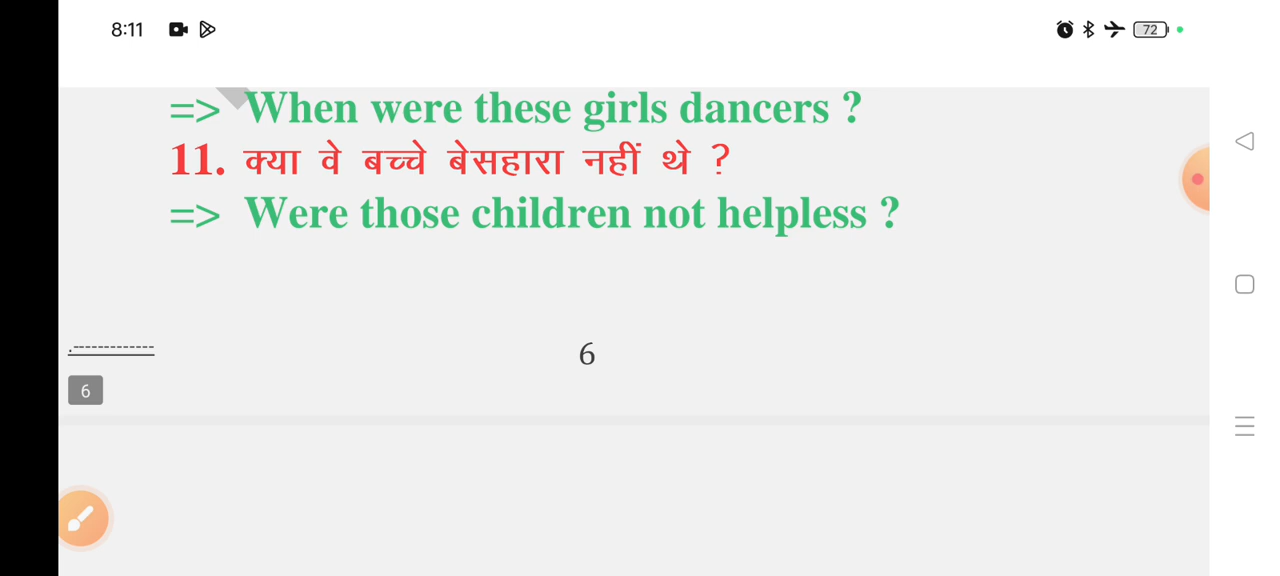 8:11
72
=> When were these girls dancers ?
11. क्या वे बच्चे बेसहारा नहीं थे ?
=> Were those children not helpless ?
.-------------
6
6